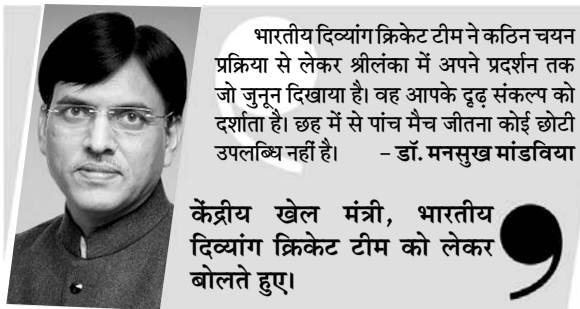 भारतीय दिव्यांग क्रिकेट टीम ने कठिन चयन
प्रक्रिया से लेकर श्रीलंका में अपने प्रदर्शन तक
जो जुनून दिखाया है। वह आपके दृढ़ संकल्प को
दर्शाता है। छह में से पांच मैच जीतना कोई छोटी
उपलब्धि नहीं है। – डॉ. मनसुख मांडविया
केंद्रीय खेल मंत्री, भारतीय
दिव्यांग क्रिकेट टीम को लेकर
बोलते हुए।